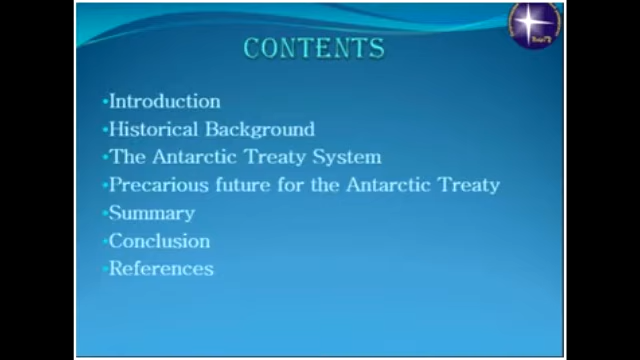 CONTENTS
•Introduction
•Historical Background
•The Antarctic Treaty System
•Precarious future for the Antarctic Treaty
•Summary
•Conclusion
•References